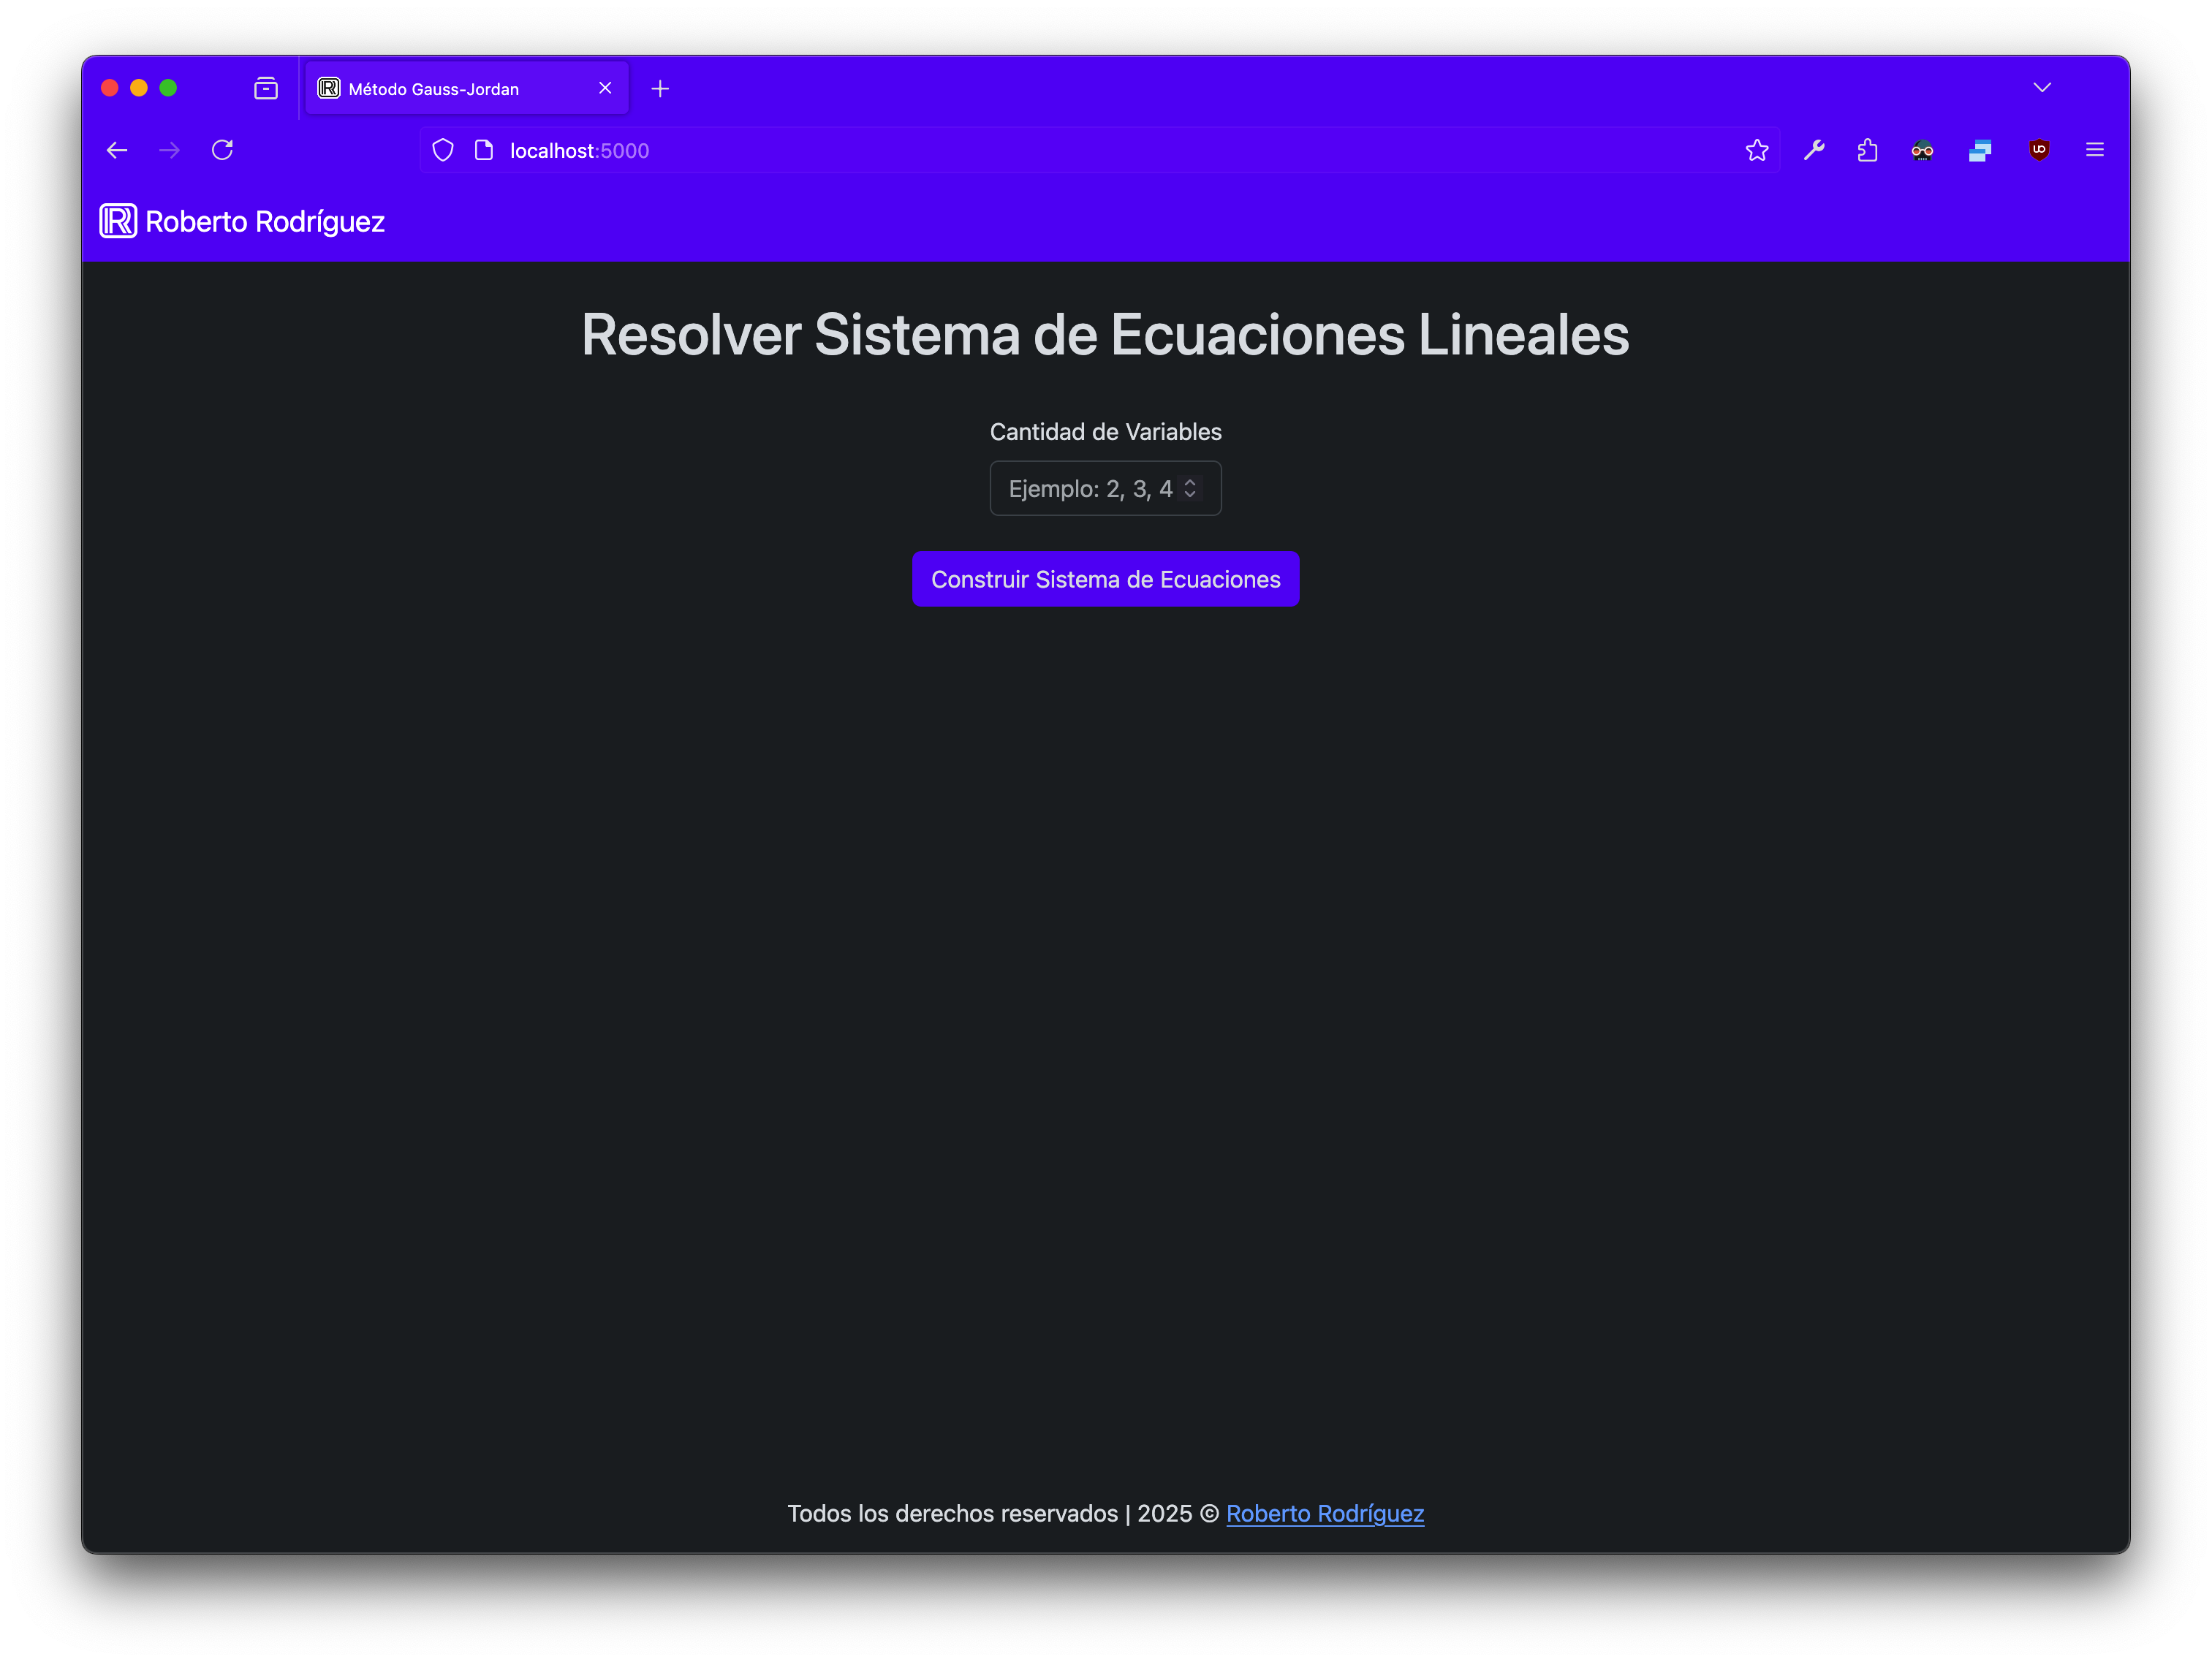 Método Gauss-Jordan
localhost:5000
Roberto Rodríguez
Resolver Sistema de Ecuaciones Lineales
Cantidad de Variables
Ejemplo: 2, 3, 4
Construir Sistema de Ecuaciones
Todos los derechos reservados | 2025 © Roberto Rodríguez